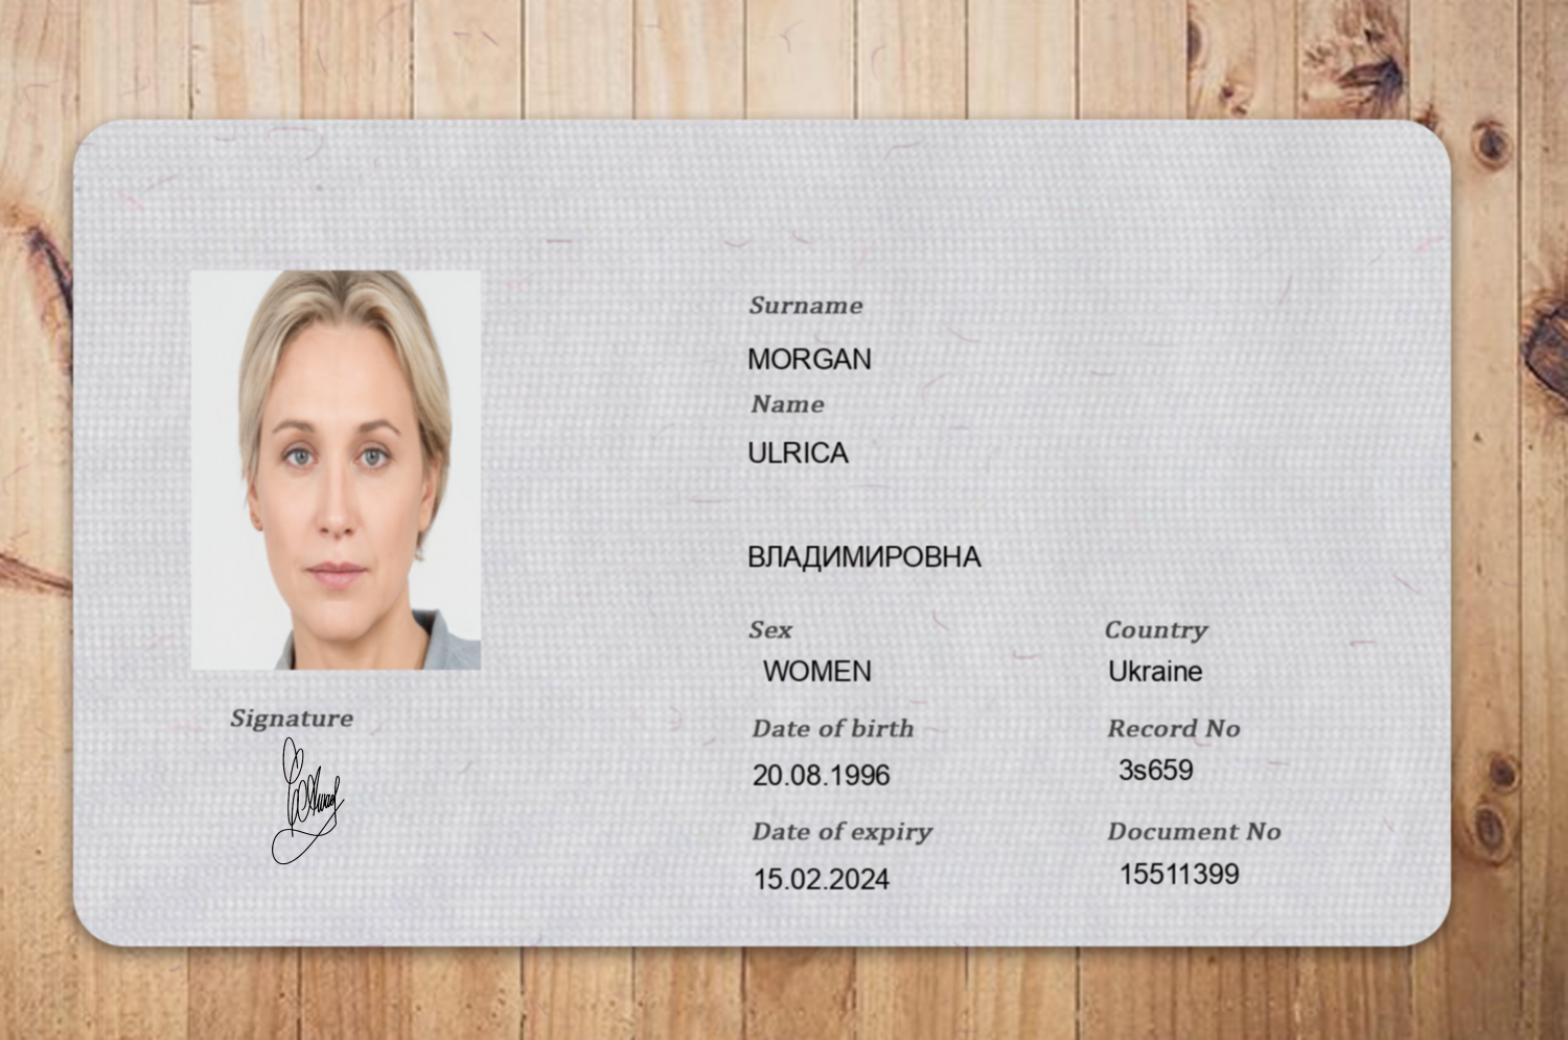 Surname
MORGAN
Name
ULRICA
ВЛАДИМИРОВНА
Sex Country
WOMEN Ukraine
Date of birth Record No
20.08.1996 3s659
Date of expiry Document No
15.02.2024 15511399
Signature